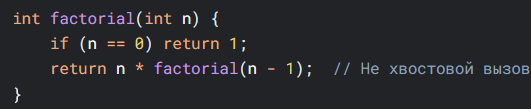 int factorial(int n) {
    if (n == 0) return 1;
    return n * factorial(n - 1);  // Не хвостовой вызов
}